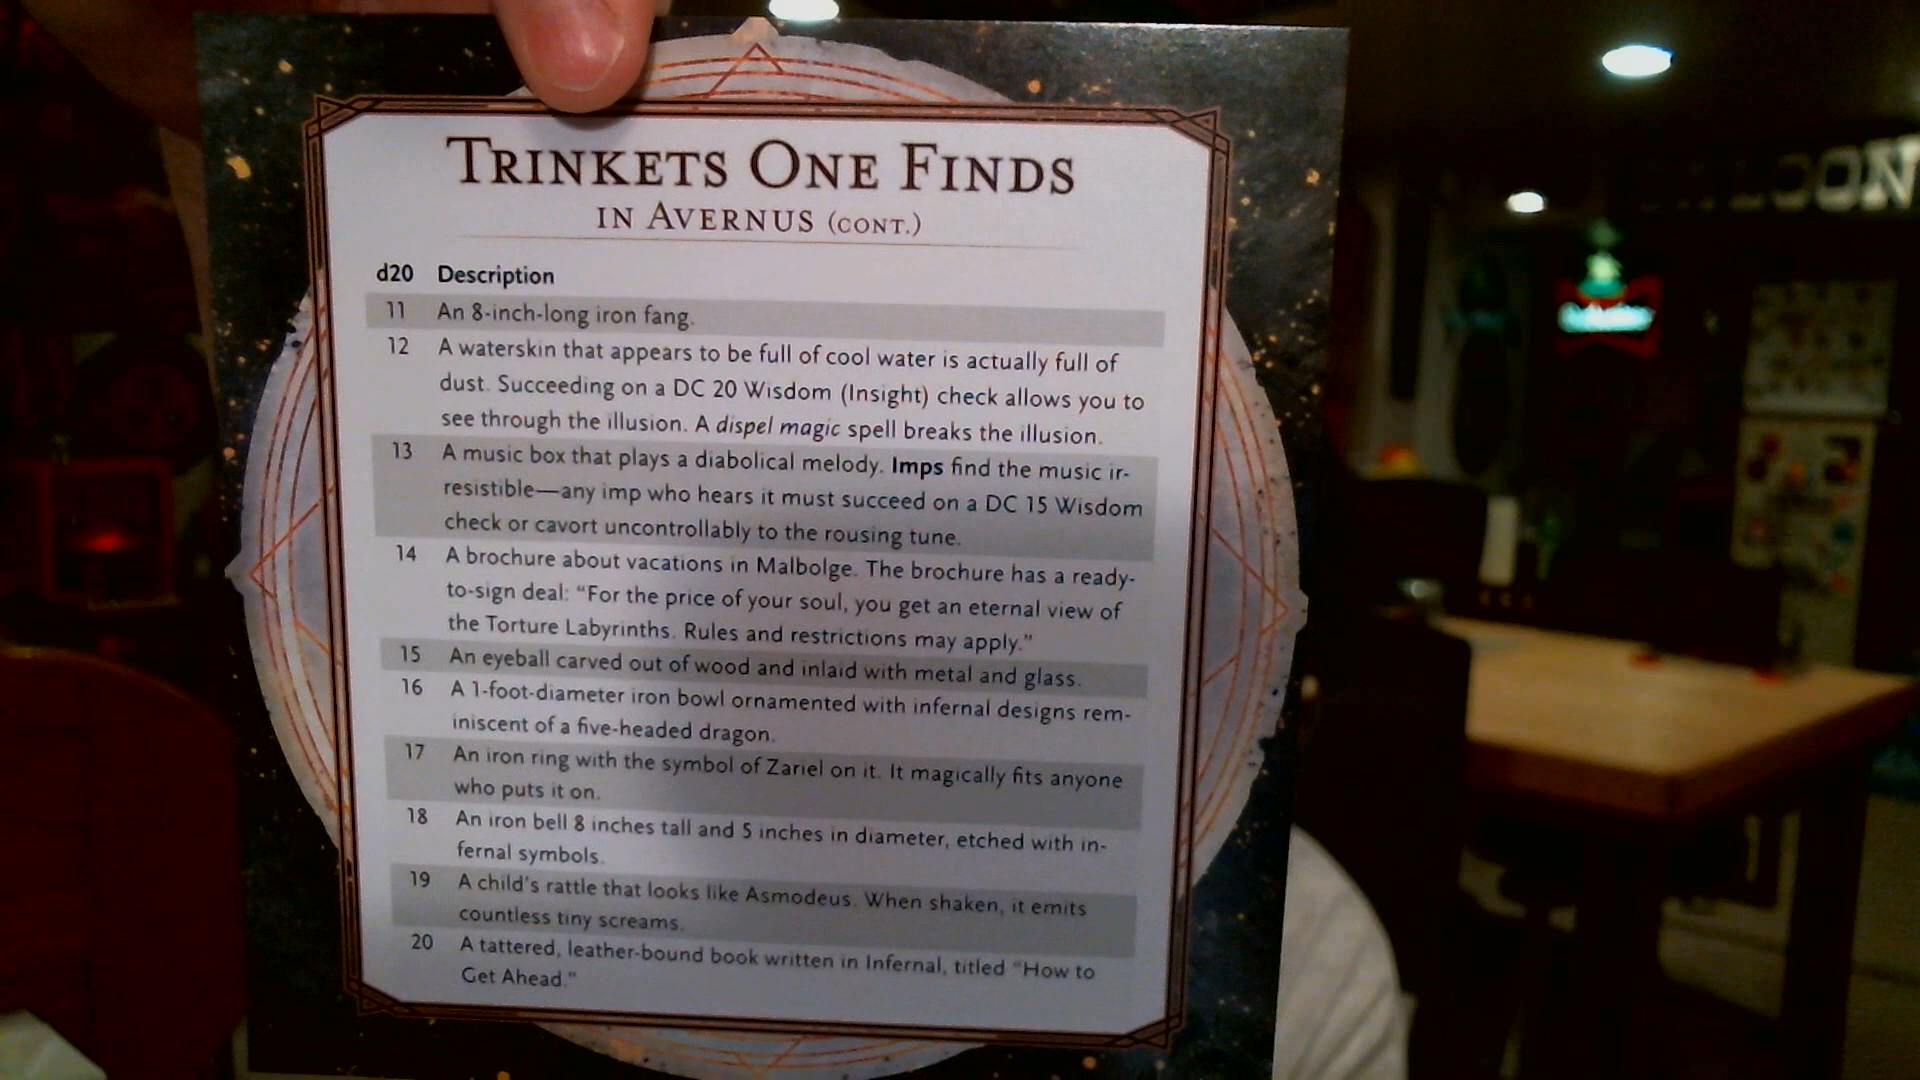 TRINKETS ONE FINDS
IN AVERNUS (CONT.)
d20 Description
11 An 8-inch-long iron fang.
12 A waterskin that appears to be full of cool water is actually full of
dust. Succeeding on a DC 20 Wisdom (Insight) check allows you to
see through the illusion. A dispel magic spell breaks the illusion.
13 A music box that plays a diabolical melody. Imps find the music ir-
resistible—any imp who hears it must succeed on a DC 15 Wisdom
check or cavort uncontrollably to the rousing tune.
14 A brochure about vacations in Malbolge. The brochure has a ready-
to-sign deal: “For the price of your soul, you get an eternal view of
the Torture Labyrinths. Rules and restrictions may apply.”
15 An eyeball carved out of wood and inlaid with metal and glass.
16 A 1-foot-diameter iron bowl ornamented with infernal designs rem-
iniscent of a five-headed dragon.
17 An iron ring with the symbol of Zariel on it. It magically fits anyone
who puts it on.
18 An iron bell 8 inches tall and 5 inches in diameter, etched with in-
fernal symbols.
19 A child's rattle that looks like Asmodeus. When shaken, it emits
countless tiny screams.
20 A tattered, leather-bound book written in Infernal, titled “How to
Get Ahead.”